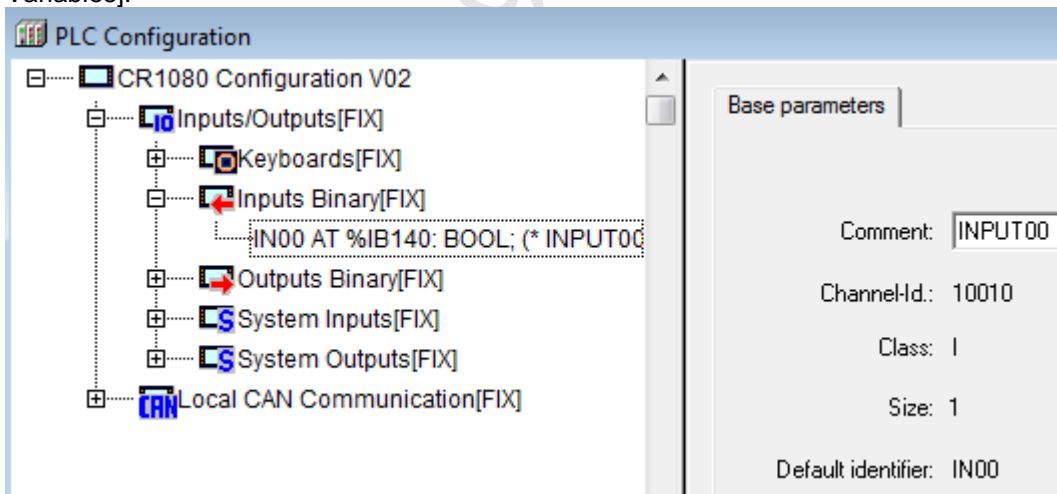 Variables].
PLC Configuration
CR1080 Configuration V02
Inputs/Outputs[FIX]
Keyboards[FIX]
Inputs Binary[FIX]
IN00 AT %IB140: BOOL; (* INPUT00
Outputs Binary[FIX]
System Inputs[FIX]
System Outputs[FIX]
Local CAN Communication[FIX]
Base parameters
Comment: INPUT00
Channel-Id.: 10010
Class: I
Size: 1
Default identifier: IN00